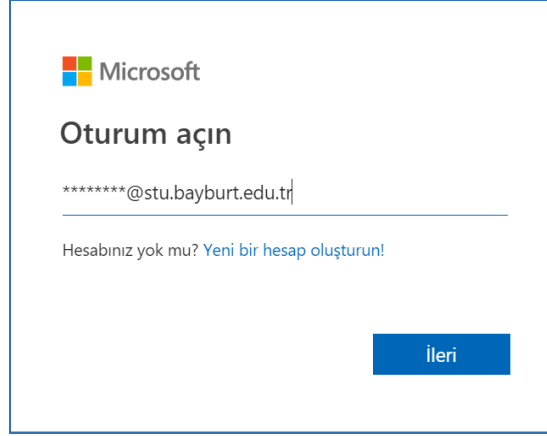 Microsoft
Oturum açın
********@stu.bayburt.edu.tr
Hesabınız yok mu? Yeni bir hesap oluşturun!
İleri